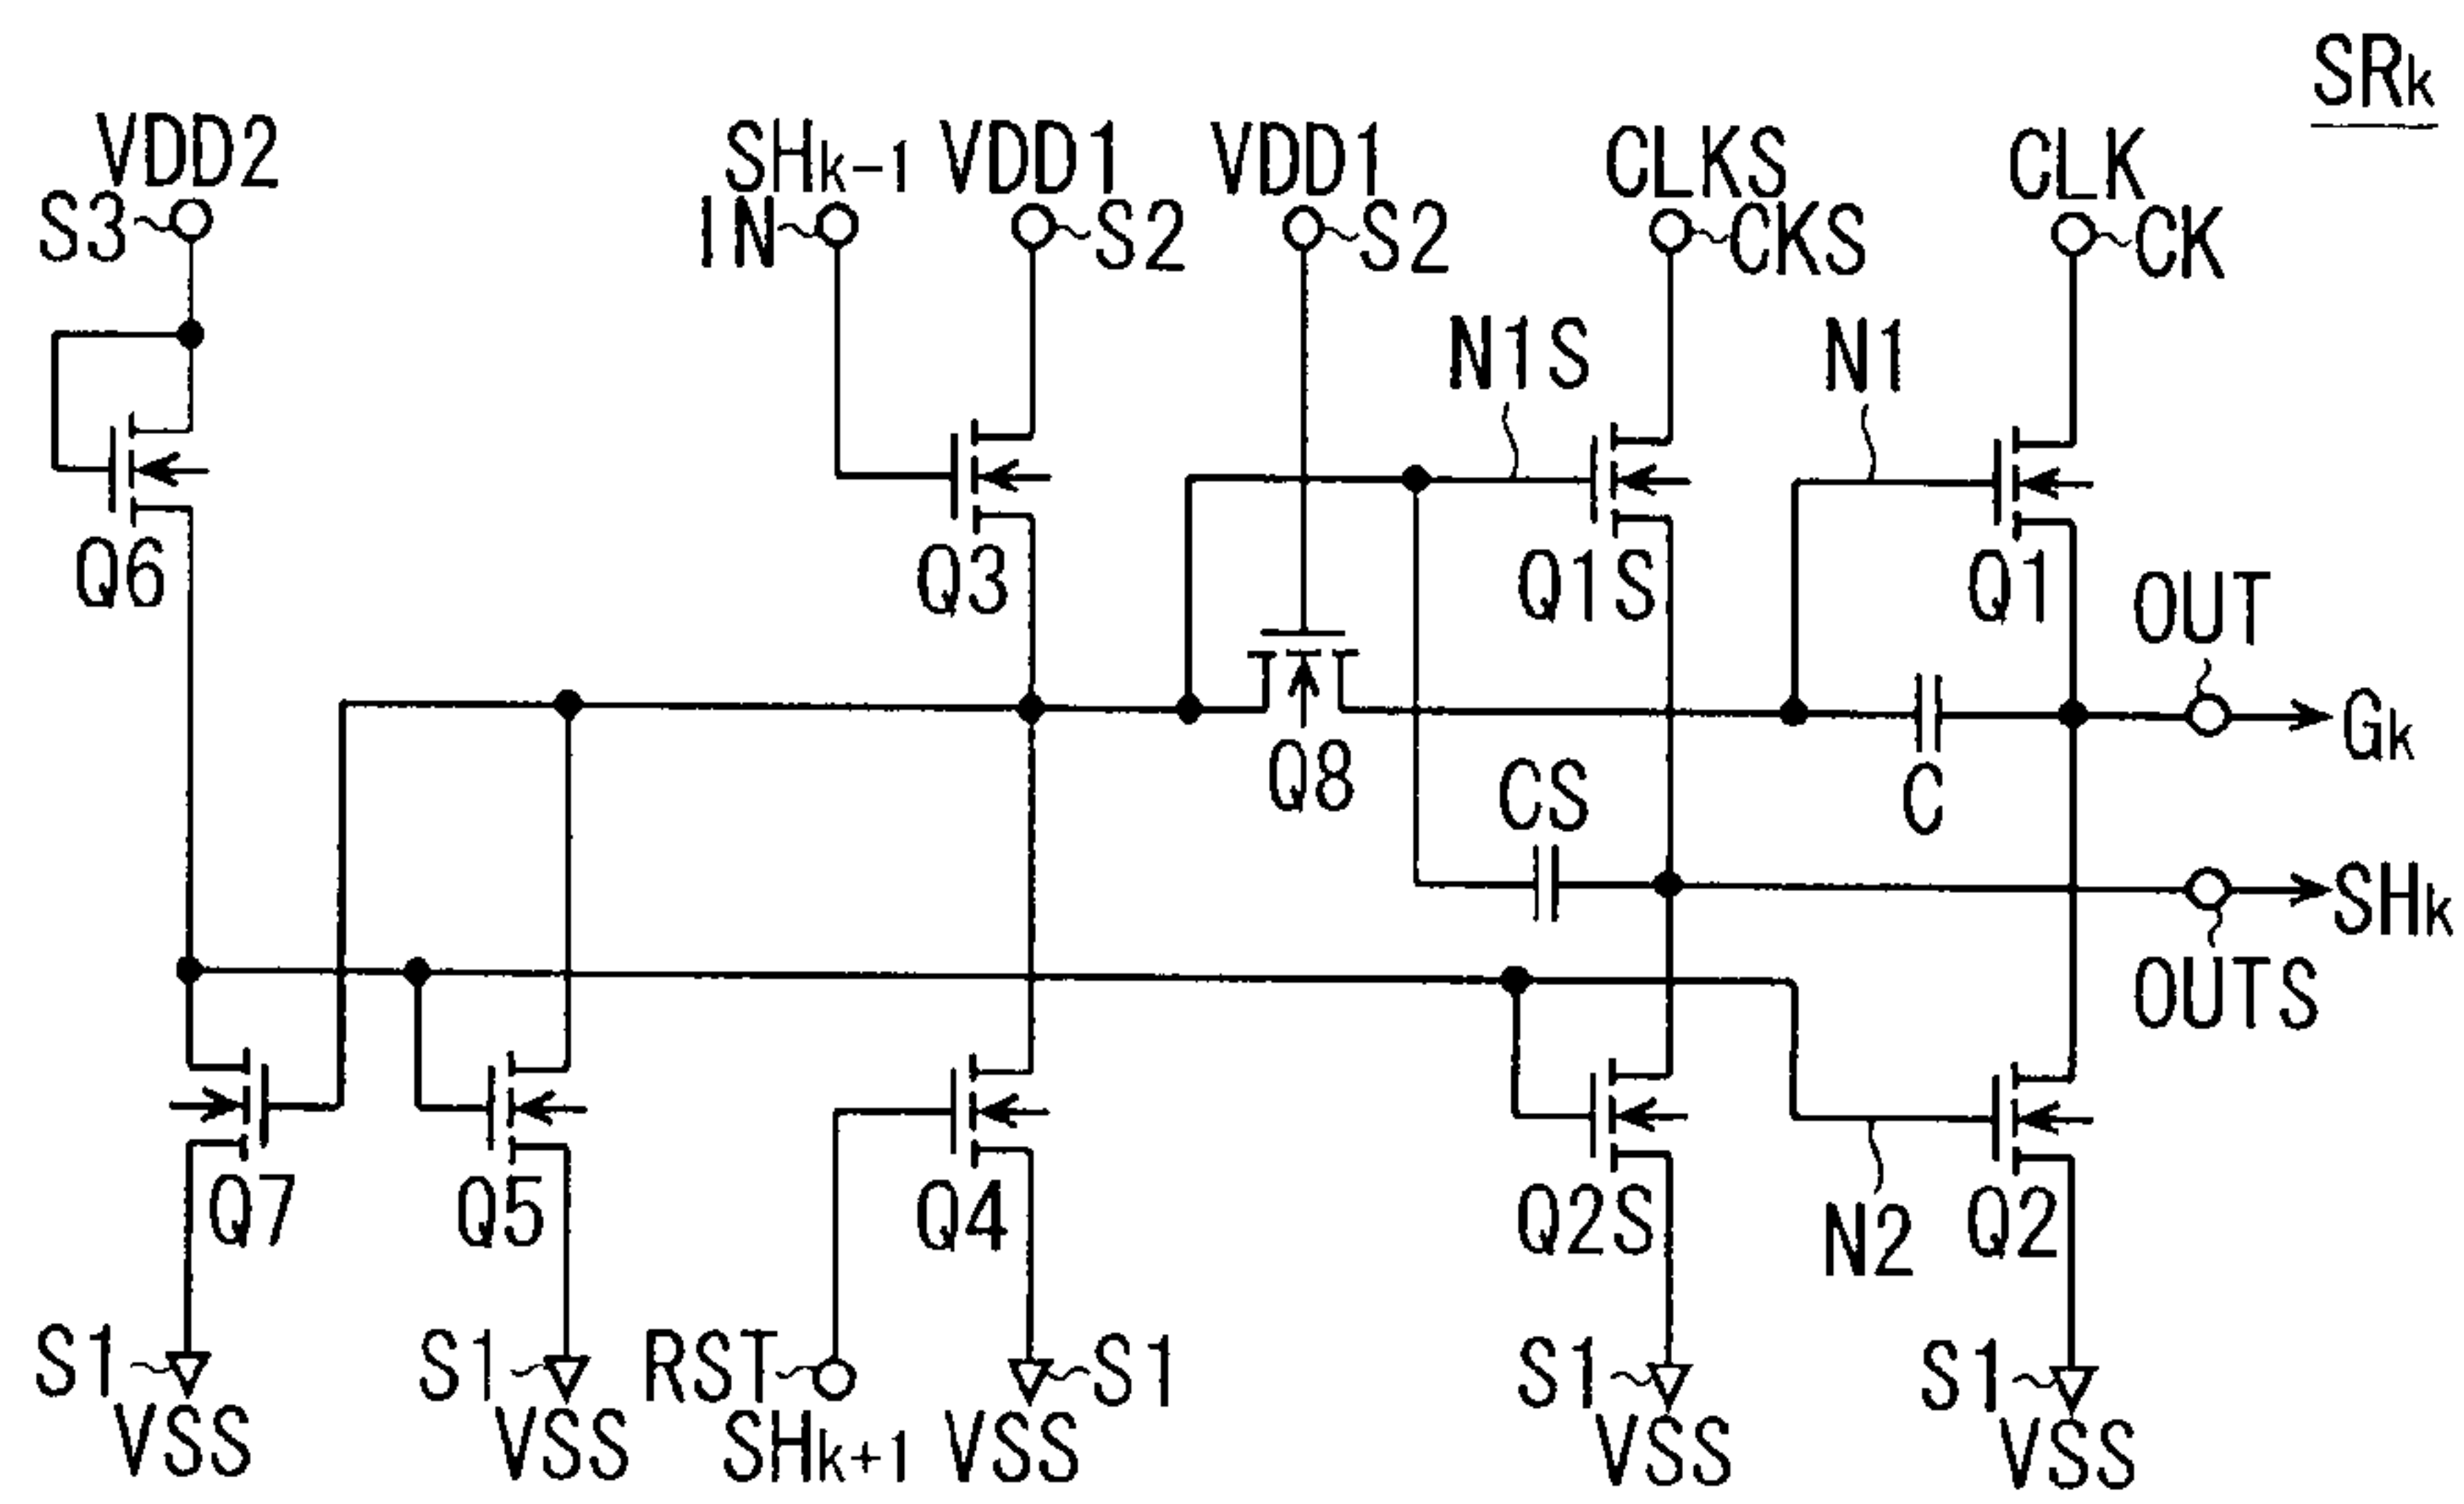 SRk
VDD2
SHk-1
VDD1
VDD1
CLKS
CLK
S3
IN
S2
S2
CKS
CK
N1S
N1
Q6
Q3
Q1S
Q1
OUT
Gk
Q8
CS
C
SHk
OUTS
Q7
Q5
Q4
Q2S
N2
Q2
S1
S1
RST
S1
S1
S1
VSS
VSS
SHk+1
VSS
VSS
VSS